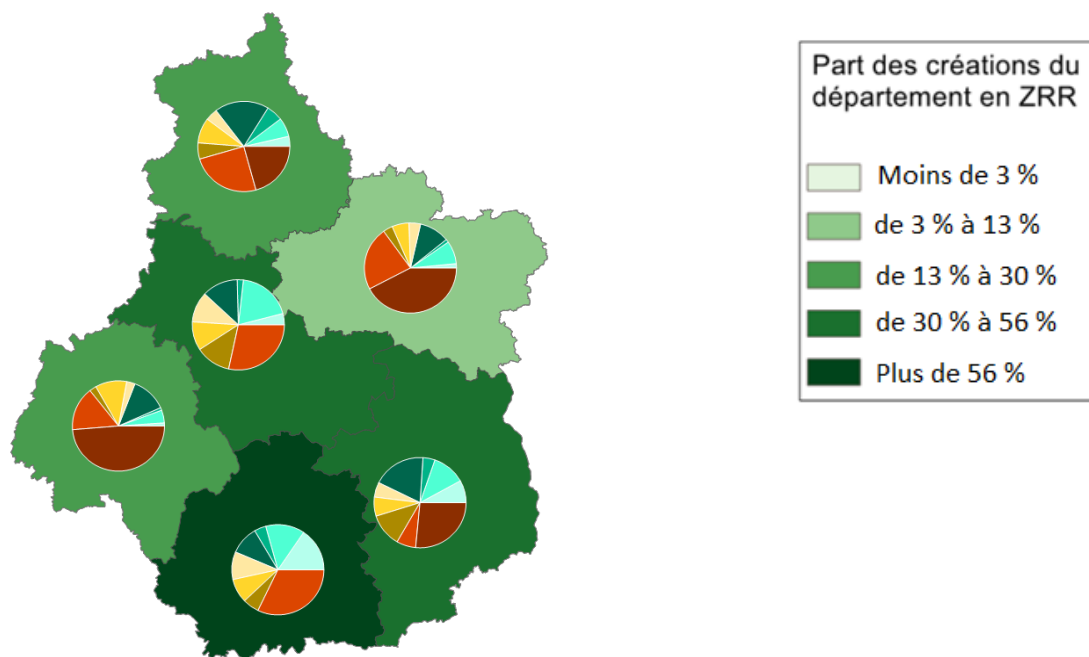 Part des créations du
département en ZRR
Moins de 3 %
de 3 % à 13 %
de 13 % à 30 %
de 30 % à 56 %
Plus de 56 %